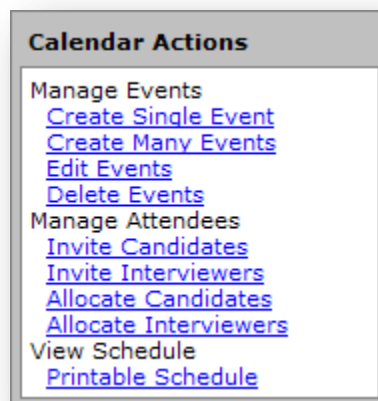 Calendar Actions
Manage Events
Create Single Event
Create Many Events
Edit Events
Delete Events
Manage Attendees
Invite Candidates
Invite Interviewers
Allocate Candidates
Allocate Interviewers
View Schedule
Printable Schedule